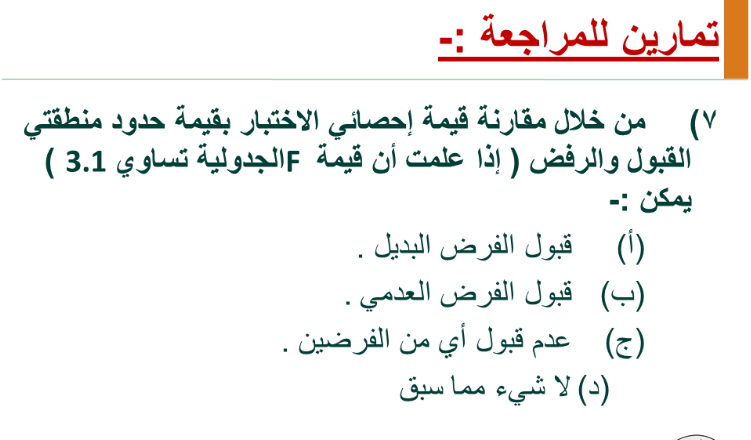 تمارين للمراجعة :-
٧) من خلال مقارنة قيمة إحصائي الاختبار بقيمة حدود منطقتي
القبول والرفض ( إذا علمت أن قيمة F الجدولية تساوي 3.1 )
يمكن :-
(أ) قبول الفرض البديل .
(ب) قبول الفرض العدمي .
(ج) عدم قبول أي من الفرضين .
(د) لا شيء مما سبق